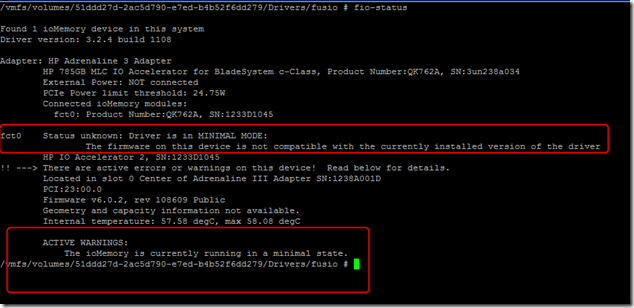 /vmfs/volumes/51ddd27d-2ac5d790-e7ed-b4b52f6dd279/Drivers/fusio # fio-status
Found 1 ioMemory device in this system
Driver version: 3.2.4 build 1108
Adapter: HP Adrenaline 3 Adapter
HP 785GB MLC IO Accelerator for BladeSystem c-Class, Product Number:QK762A, SN:3un238a034
External Power: NOT connected
PCIe Power limit threshold: 24.75W
Connected ioMemory modules:
fct0: Product Number:QK762A, SN:1233D1045
fct0 Status unknown: Driver is in MINIMAL MODE:
The firmware on this device is not compatible with the currently installed version of the driver
HP IO Accelerator 2, SN:1233D1045
!! ---> There are active errors or warnings on this device! Read below for details.
Located in slot 0 Center of Adrenaline III Adapter SN:1238A001D
PCI:23:00.0
Firmware v6.0.2, rev 108609 Public
Geometry and capacity information not available.
Internal temperature: 57.58 degC, max 58.08 degC
ACTIVE WARNINGS:
The ioMemory is currently running in a minimal state.
/vmfs/volumes/51ddd27d-2ac5d790-e7ed-b4b52f6dd279/Drivers/fusio #